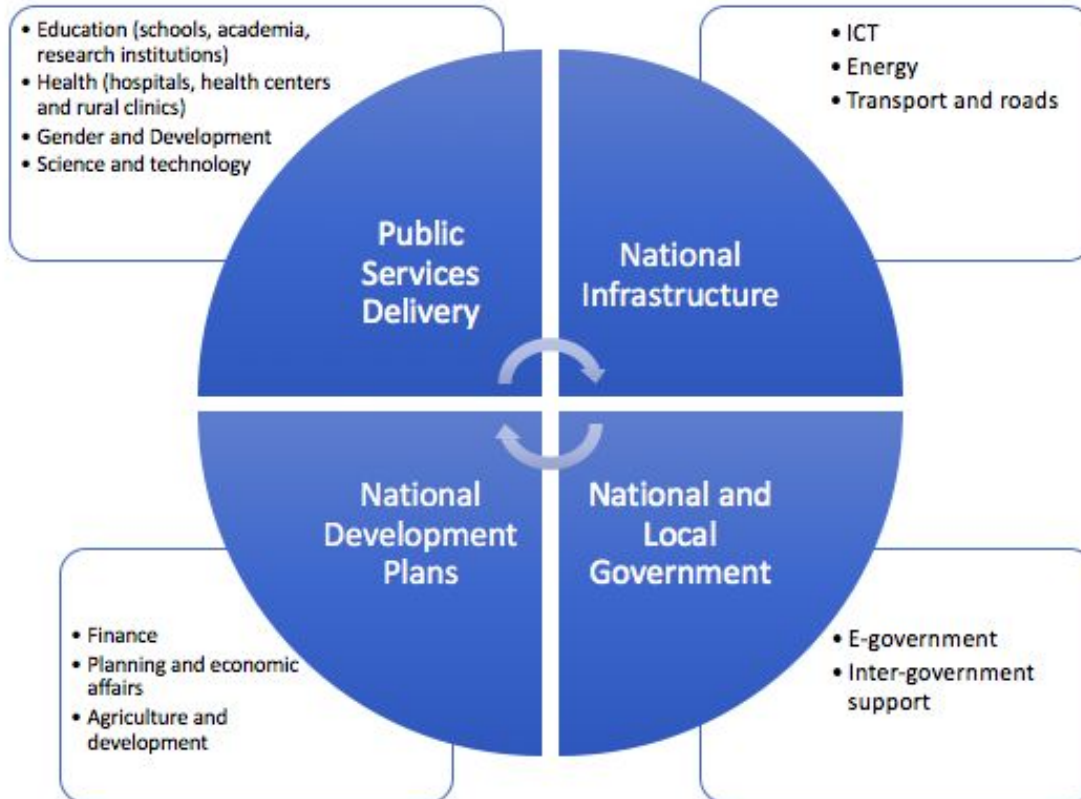 • Education (schools, academia,
research institutions)
• Health (hospitals, health centers
and rural clinics)
• Gender and Development
• Science and technology
• ICT
• Energy
• Transport and roads
Public
Services
Delivery
National
Infrastructure
National
Development
Plans
National and
Local
Government
• Finance
• Planning and economic
affairs
• Agriculture and
development
• E-government
• Inter-government
support